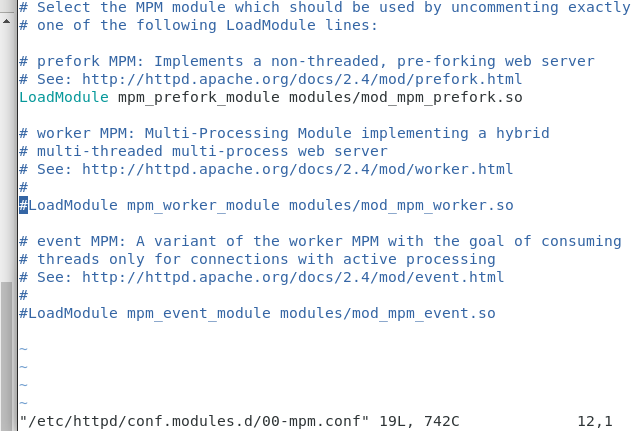 # Select the MPM module which should be used by uncommenting exactly
# one of the following LoadModule lines:
# prefork MPM: Implements a non-threaded, pre-forking web server
# See: http://httpd.apache.org/docs/2.4/mod/prefork.html
LoadModule mpm_prefork_module modules/mod_mpm_prefork.so
# worker MPM: Multi-Processing Module implementing a hybrid
# multi-threaded multi-process web server
# See: http://httpd.apache.org/docs/2.4/mod/worker.html
#
#LoadModule mpm_worker_module modules/mod_mpm_worker.so
# event MPM: A variant of the worker MPM with the goal of consuming
# threads only for connections with active processing
# See: http://httpd.apache.org/docs/2.4/mod/event.html
#
#LoadModule mpm_event_module modules/mod_mpm_event.so
~
~
~
~
"/etc/httpd/conf.modules.d/00-mpm.conf" 19L, 742C 12,1